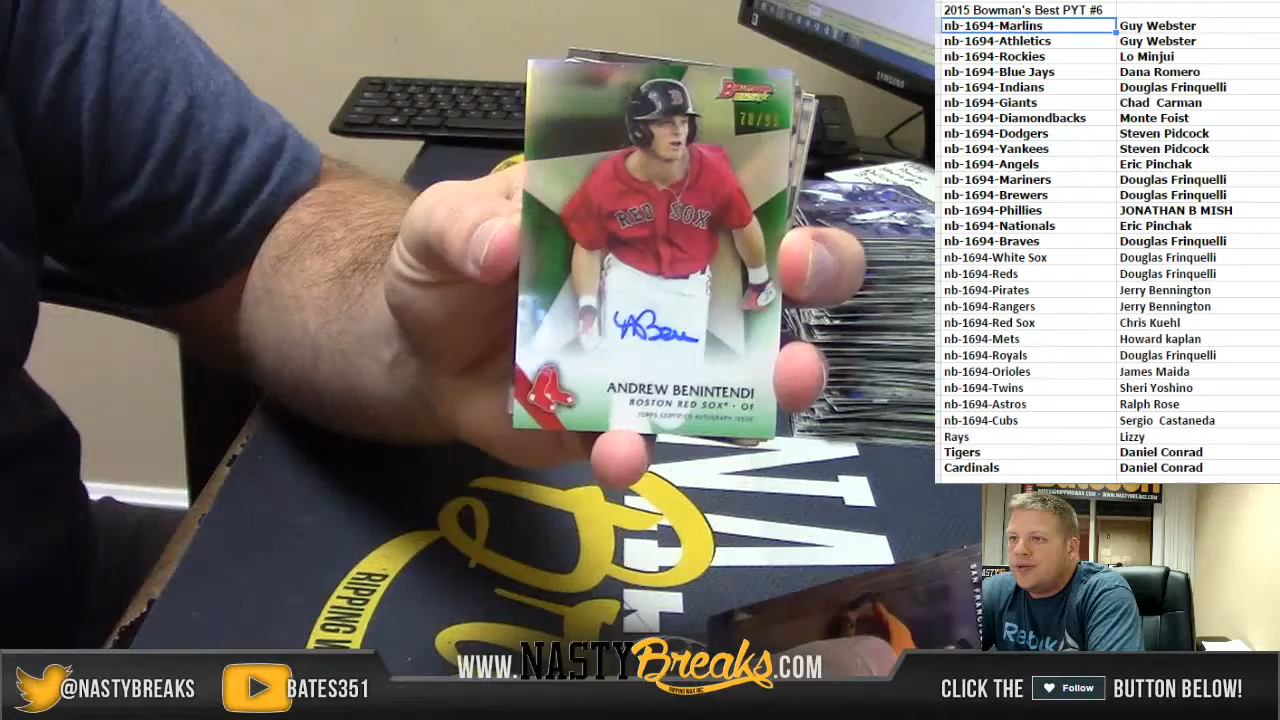 2015 Bowman's Best PYT #6
nb-1694-Marlins Guy Webster
nb-1694-Athletics Guy Webster
nb-1694-Rockies Lo Minjui
nb-1694-Blue Jays Dana Romero
nb-1694-Indians Douglas Frinquelli
nb-1694-Giants Chad Carman
nb-1694-Diamondbacks Monte Foist
nb-1694-Dodgers Steven Pidcock
nb-1694-Yankees Steven Pidcock
nb-1694-Angels Eric Pinchak
nb-1694-Mariners Douglas Frinquelli
nb-1694-Brewers Douglas Frinquelli
nb-1694-Phillies JONATHAN B MISH
nb-1694-Nationals Eric Pinchak
nb-1694-Braves Douglas Frinquelli
nb-1694-White Sox Douglas Frinquelli
nb-1694-Reds Douglas Frinquelli
nb-1694-Pirates Jerry Bennington
nb-1694-Rangers Jerry Bennington
nb-1694-Red Sox Chris Kuehl
nb-1694-Mets Howard kaplan
nb-1694-Royals Douglas Frinquelli
nb-1694-Orioles James Maida
nb-1694-Twins Sheri Yoshino
nb-1694-Astros Ralph Rose
nb-1694-Cubs Sergio Castaneda
Rays Lizzy
Tigers Daniel Conrad
Cardinals Daniel Conrad
SAMSUNG
RED SOX
ANDREW BENINTENDI
BOSTON RED SOX • OF
TOPPS CERTIFIED AUTOGRAPH ISSUE
RIPPING
SAN FRANCISC
Reebok
@NASTYBREAKS
BATES351
WWW.NASTYBreaks.COM
RIPPING WAX INC
CLICK THE Follow BUTTON BELOW!